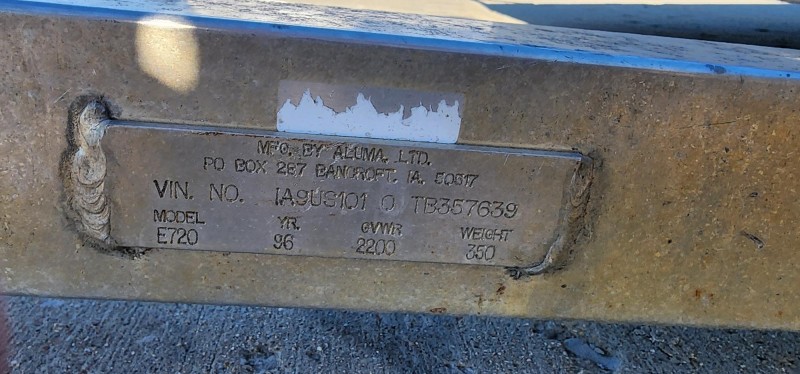 MFG. BY ALUMA, LTD.
PO BOX 287 BANCROFT, IA. 50517
VIN. NO. 1A9US101 0 TB357639
MODEL YR. GVWR WEIGHT
E720 96 2200 350